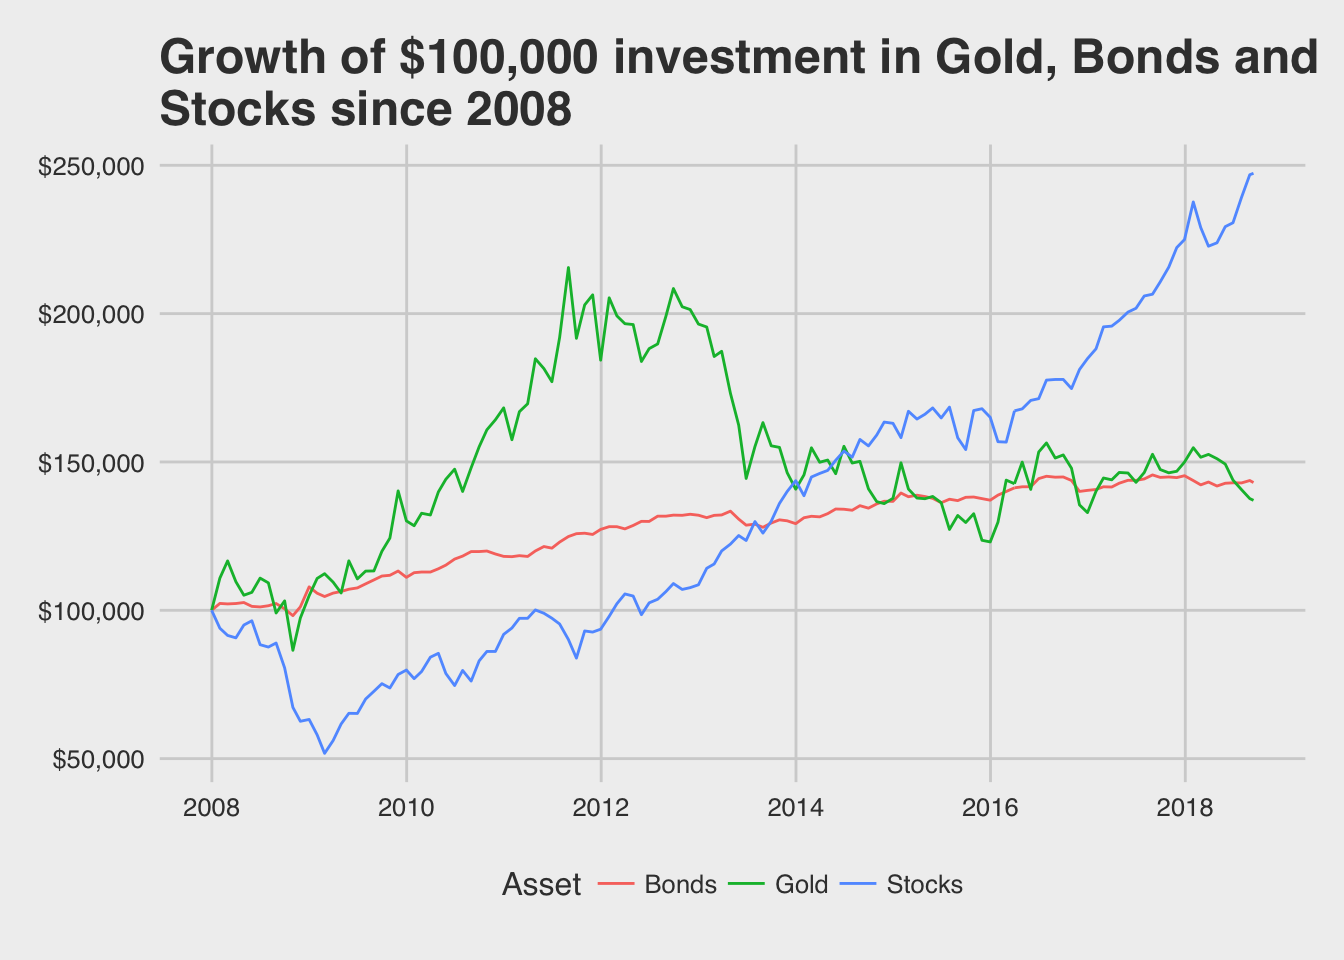 Growth of $100,000 investment in Gold, Bonds and
Stocks since 2008
$250,000
$200,000
$150,000
$100,000
$50,000
2008 2010 2012 2014 2016 2018
Asset Bonds Gold Stocks